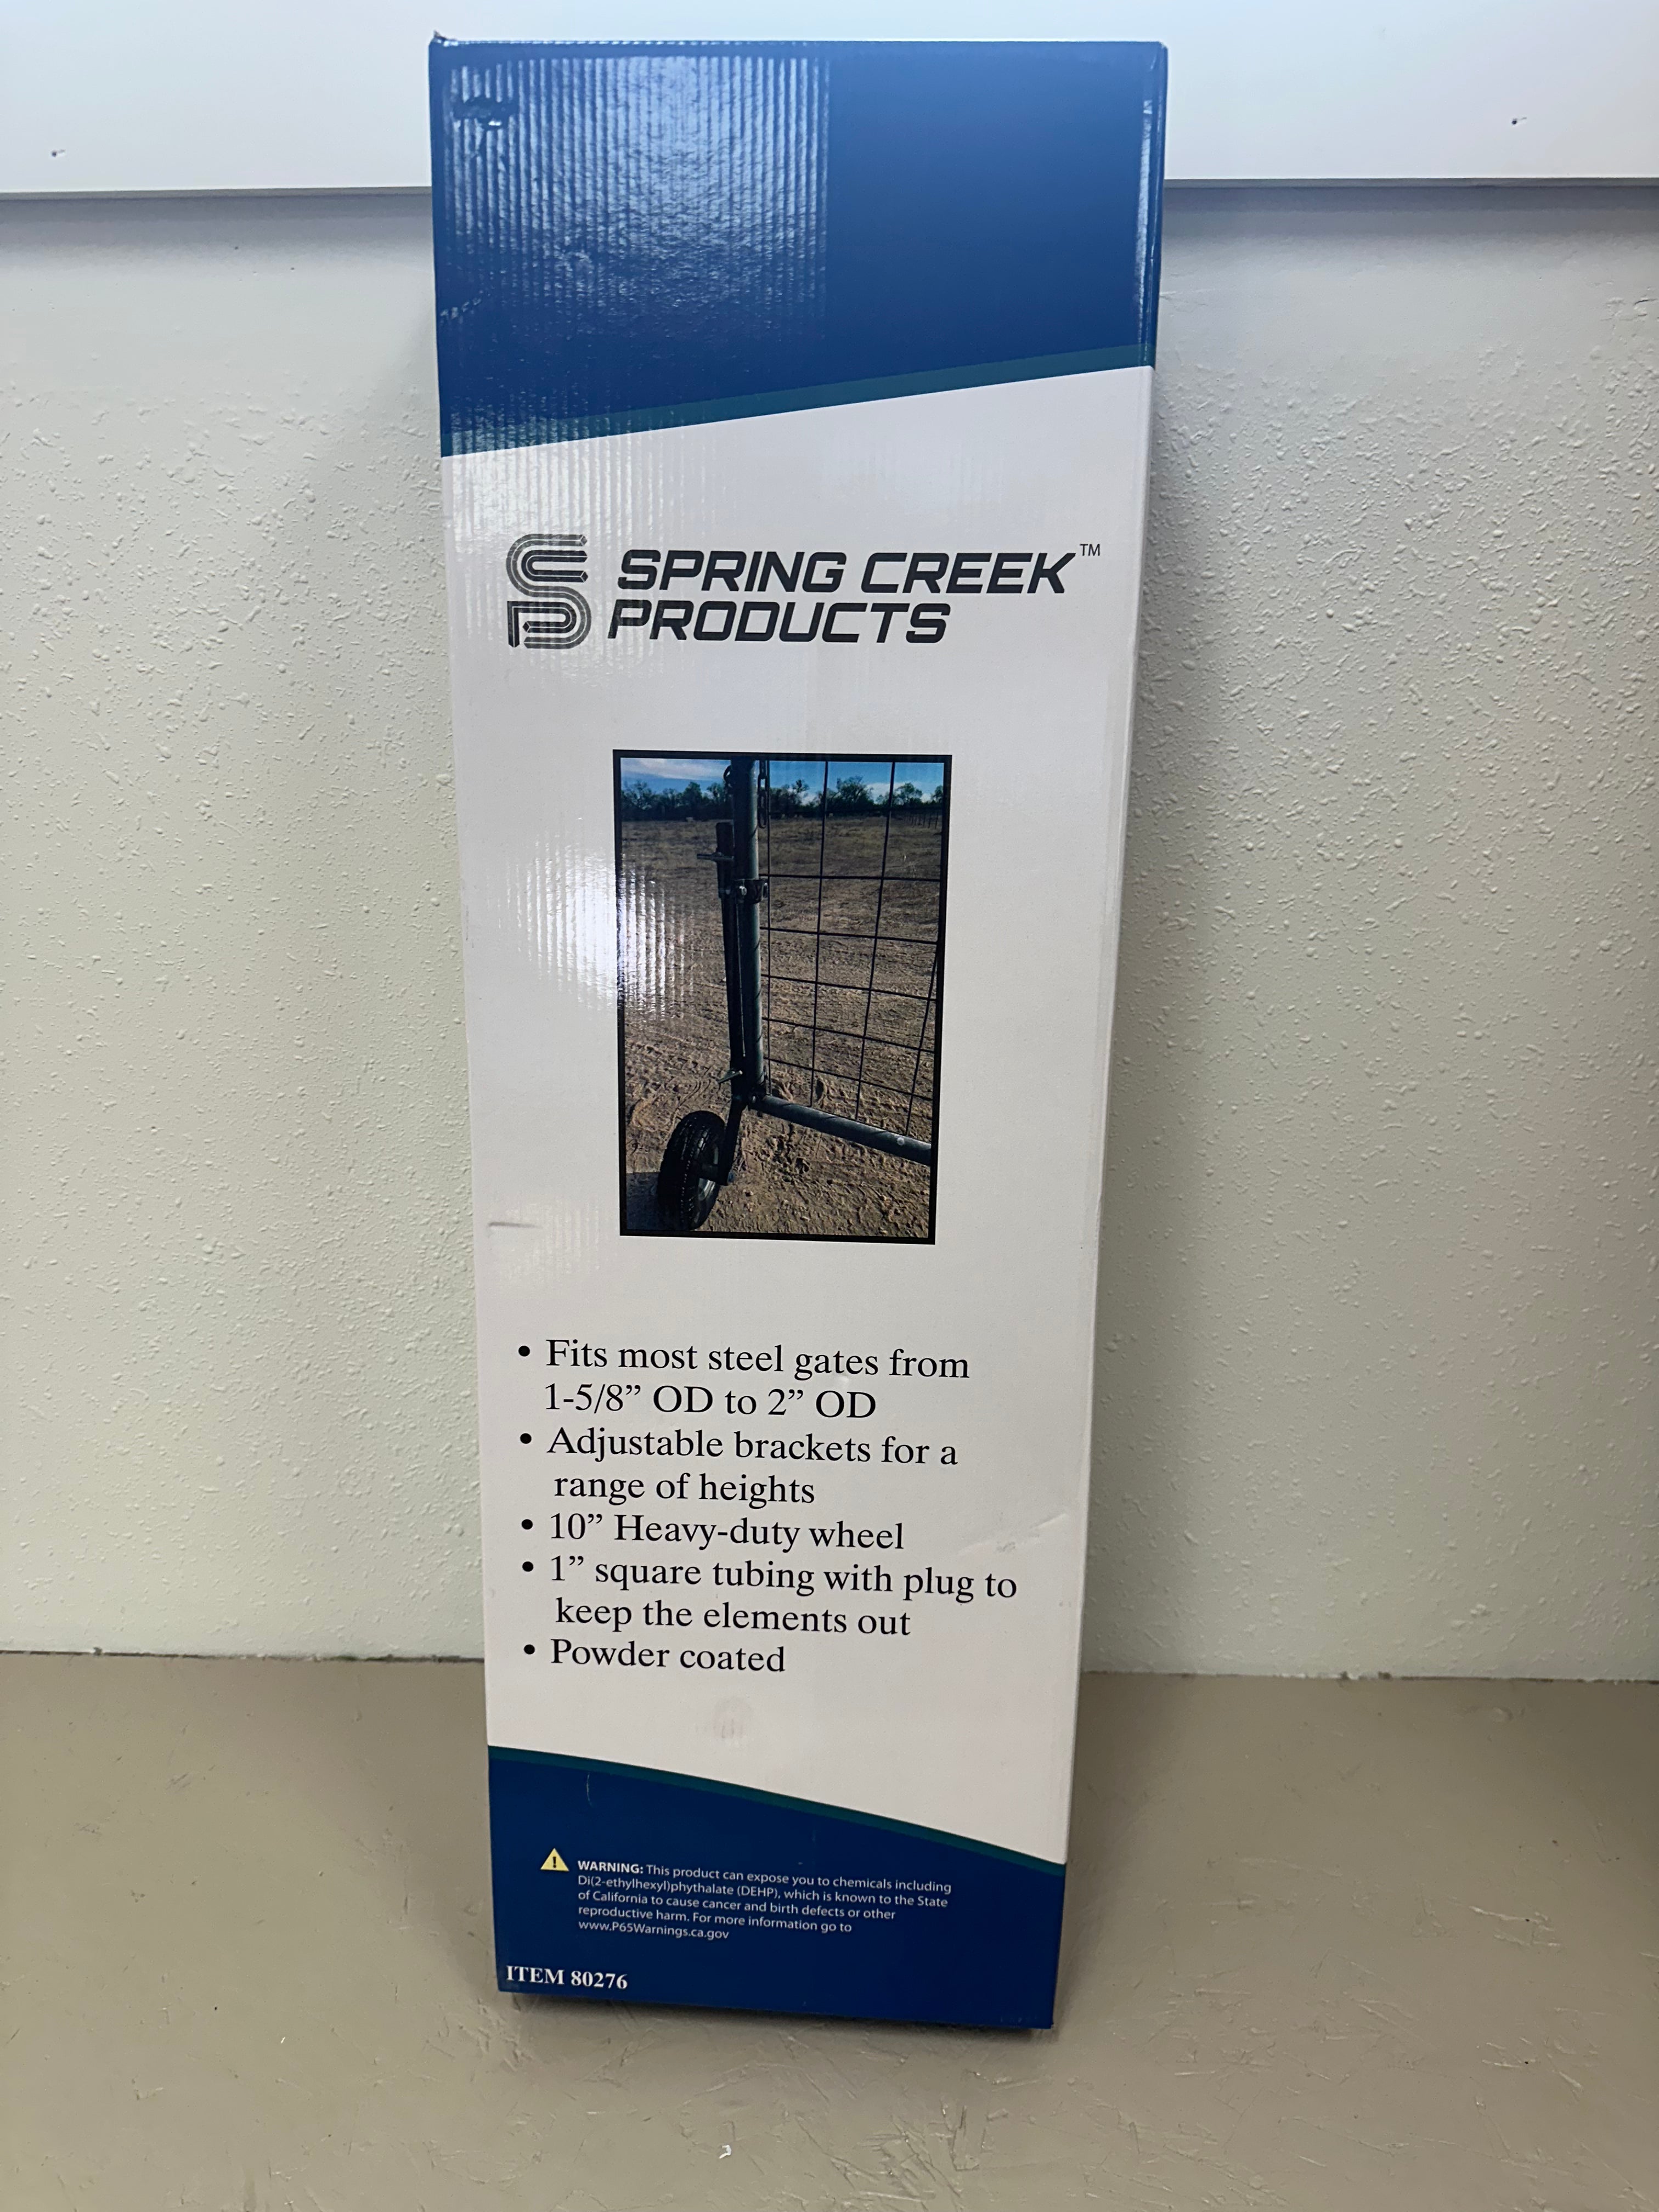 SPRING CREEK™
PRODUCTS
• Fits most steel gates from
1-5/8” OD to 2” OD
• Adjustable brackets for a
range of heights
• 10” Heavy-duty wheel
• 1” square tubing with plug to
keep the elements out
• Powder coated
WARNING: This product can expose you to chemicals including
Di(2-ethylhexyl)phythalate (DEHP), which is known to the State
of California to cause cancer and birth defects or other
reproductive harm. For more information go to
www.P65Warnings.ca.gov
ITEM 80276